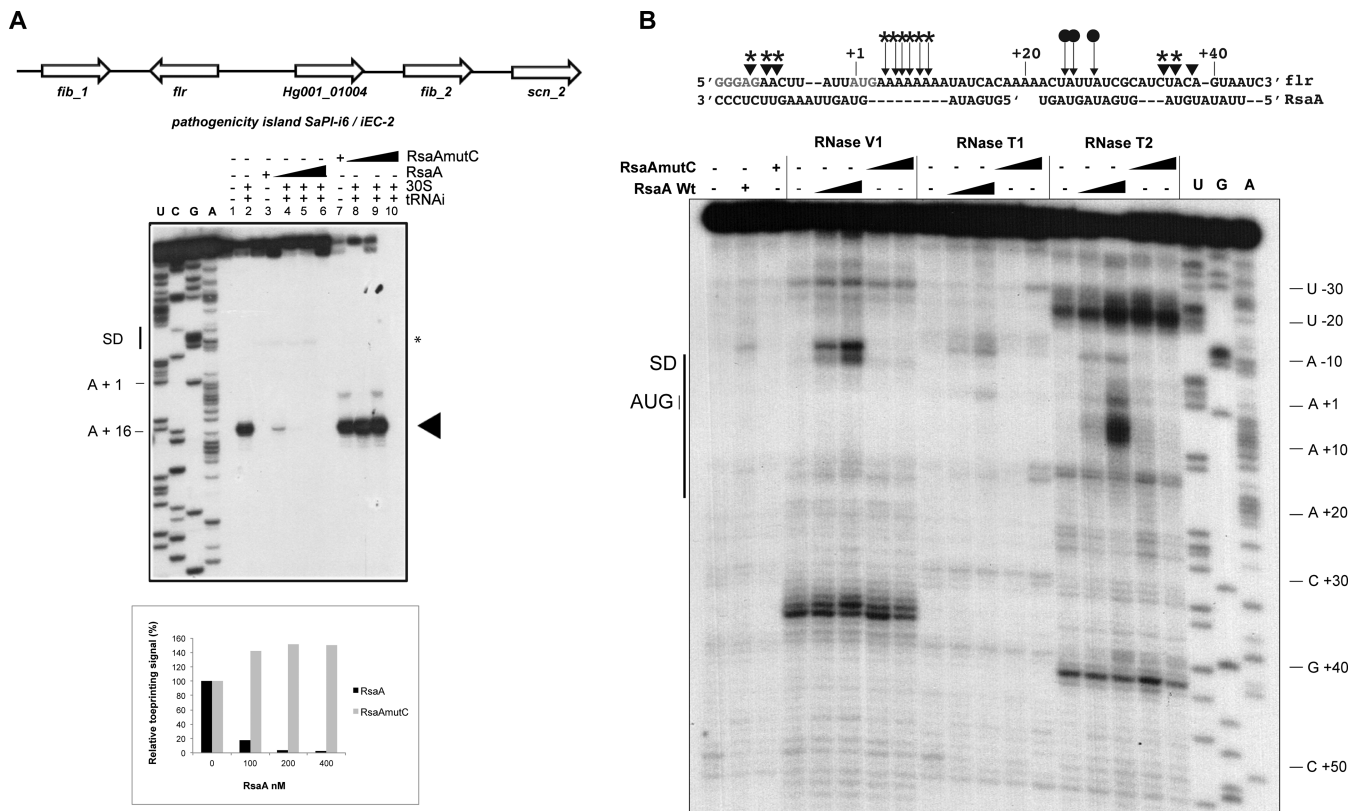 A
fib_1 flr Hg001_01004 fib_2 scn_2
pathogenicity island SaPI-i6 / iEC-2
+ RsaAmutC
- - + RsaA
- + - + + + - + + + 30S
- + - + + + - + + + tRNAi
U C G A 1 2 3 4 5 6 7 8 9 10
SD
*
A + 1
A + 16
Relative toeprinting signal (%)
160
140
120
100
80
60
40
20
0
0 100 200 400
RsaA nM
RsaA
RsaAmutC
B
* ** ****** **
+1 +20 +40
5'GGGAGAACUU--AUUAUGAAAAAAAAUAUCACAAAAACUAUUAUCGCAUCUACA-GUAAUC3' flr
3'CCCUCUUGAAAUUGAUG----------AUAGUG5' UGAUGAUAGUG---AUGUAUAUU--5' RsaA
RNase V1 RNase T1 RNase T2
RsaAmutC - - + - - - - - - - - -
RsaA Wt - + - - - - - - - - - -
U G A
U -30
U -20
A -10
SD
AUG
A +1
A +10
A +20
C +30
G +40
C +50